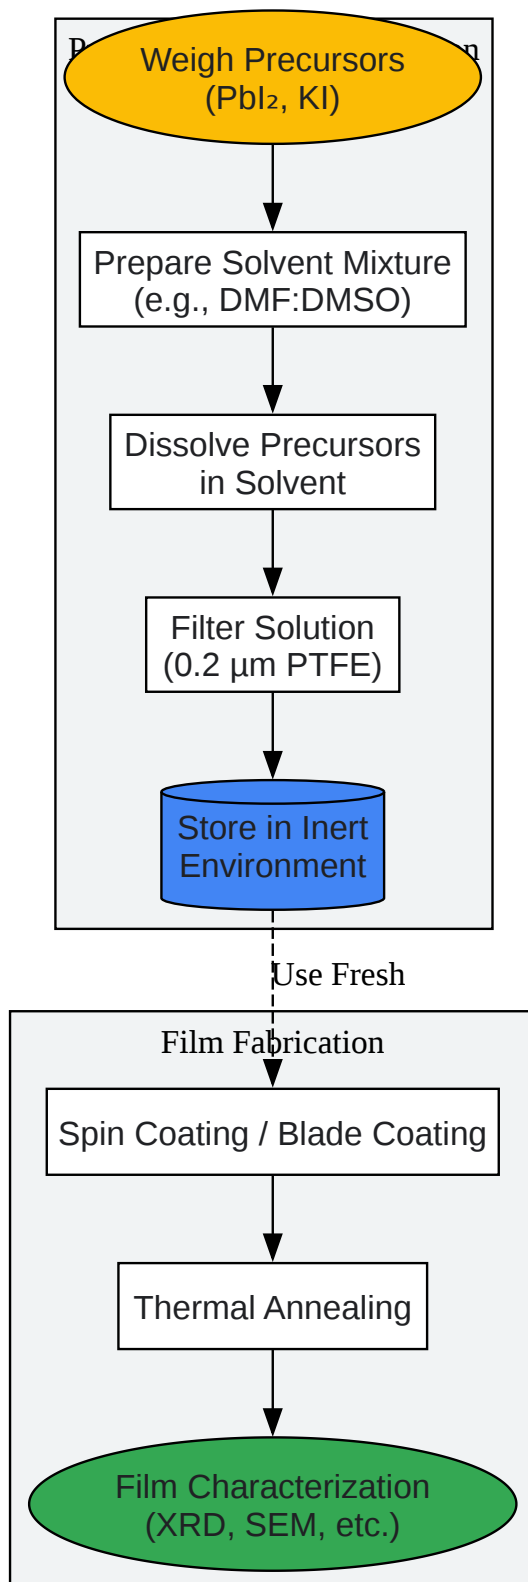 Weigh Precursors
(PbI₂, KI)
Prepare Solvent Mixture
(e.g., DMF:DMSO)
Dissolve Precursors
in Solvent
Filter Solution
(0.2 µm PTFE)
Store in Inert
Environment
Use Fresh
Film Fabrication
Spin Coating / Blade Coating
Thermal Annealing
Film Characterization
(XRD, SEM, etc.)